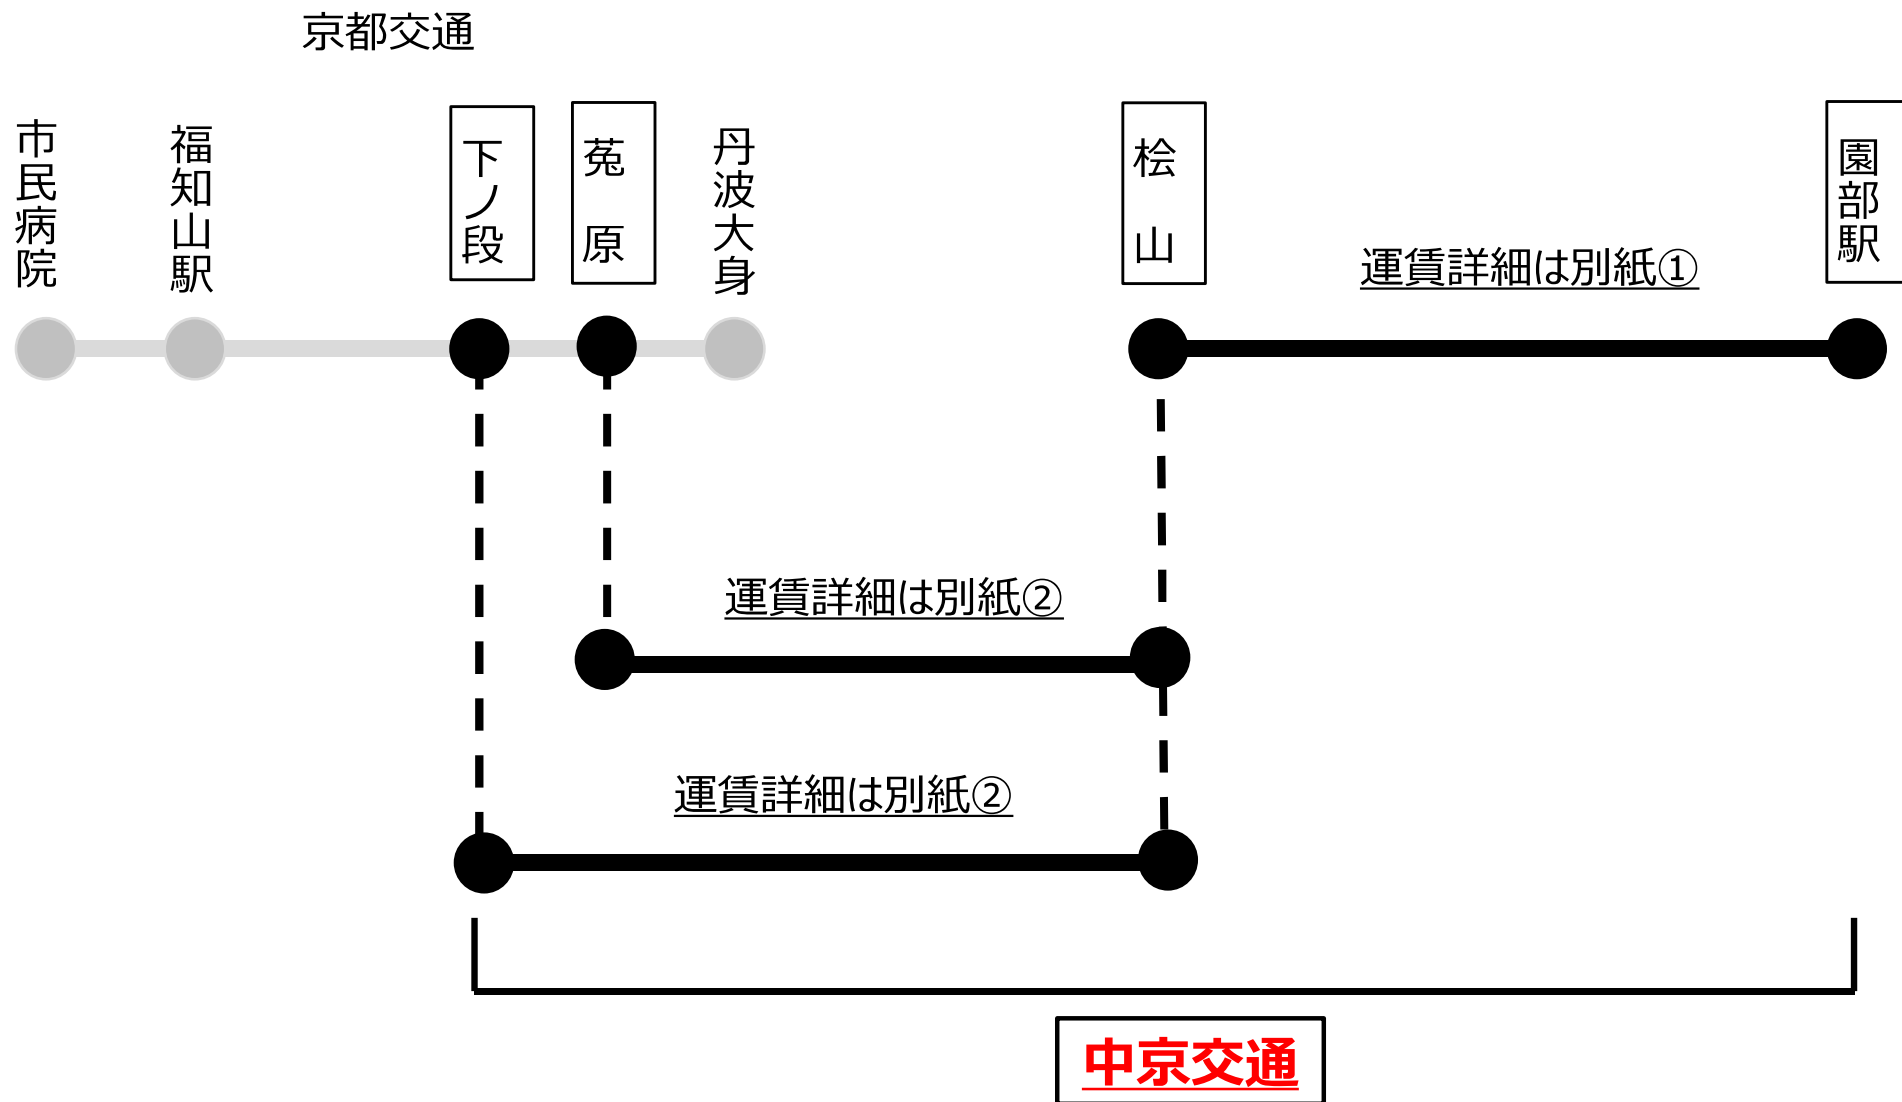 京都交通
市民病院
福知山駅
下ノ段
菟原
丹波大身
桧山
園部駅
運賃詳細は別紙①
運賃詳細は別紙②
運賃詳細は別紙②
中京交通